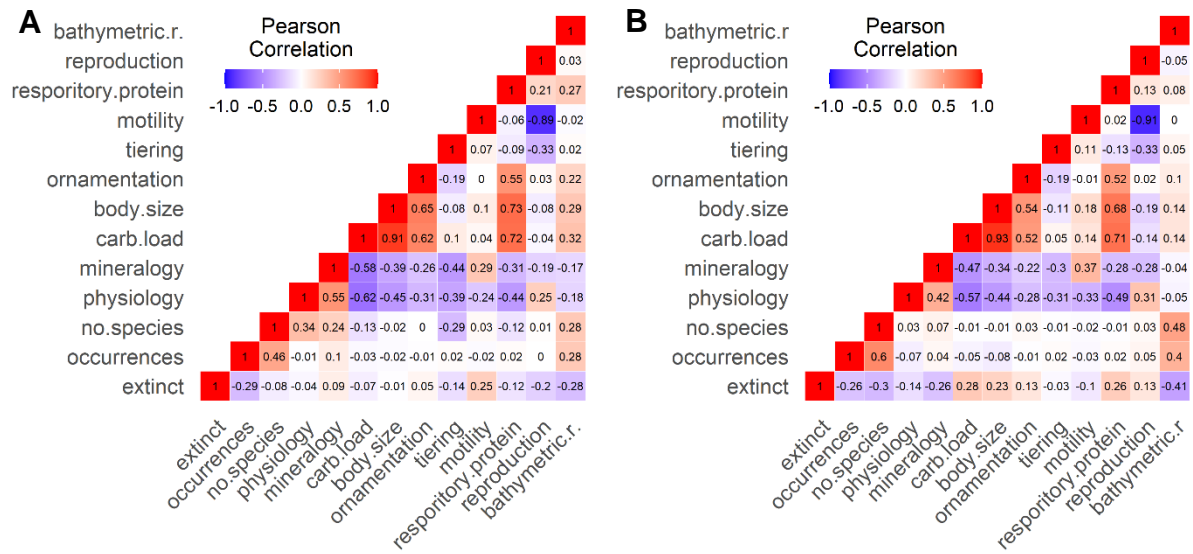 A
Pearson
Correlation
-1.0 -0.5 0.0 0.5 1.0
bathymetric.r. 1
reproduction 1 0.03
resporitory.protein 1 0.21 0.27
motility 1 -0.06 -0.89 -0.02
tiering 1 0.07 -0.09 -0.33 0.02
ornamentation 1 -0.19 0 0.55 0.03 0.22
body.size 1 0.65 -0.08 0.1 0.73 -0.08 0.29
carb.load 1 0.91 0.62 0.1 0.04 0.72 -0.04 0.32
mineralogy 1 -0.58 -0.39 -0.26 -0.44 0.29 -0.31 -0.19 -0.17
physiology 1 0.55 -0.62 -0.45 -0.31 -0.39 -0.24 -0.44 0.25 -0.18
no.species 1 0.34 0.24 -0.13 -0.02 0 -0.29 0.03 -0.12 0.01 0.28
occurrences 1 0.46 -0.01 0.1 -0.03 -0.02 -0.01 0.02 -0.02 0.02 0 0.28
extinct 1 -0.29 -0.08 -0.04 0.09 -0.07 -0.01 0.05 -0.14 0.25 -0.12 -0.2 -0.28
extinct
occurrences
no.species
physiology
mineralogy
carb.load
body.size
ornamentation
tiering
motility
resporitory.protein
reproduction
bathymetric.r.
B
Pearson
Correlation
-1.0 -0.5 0.0 0.5 1.0
bathymetric.r 1
reproduction 1 -0.05
resporitory.protein 1 0.13 0.08
motility 1 0.02 -0.91 0
tiering 1 0.11 -0.13 -0.33 0.05
ornamentation 1 -0.19 -0.01 0.52 0.02 0.1
body.size 1 0.54 -0.11 0.18 0.68 -0.19 0.14
carb.load 1 0.93 0.52 0.05 0.14 0.71 -0.14 0.14
mineralogy 1 -0.47 -0.34 -0.22 -0.3 0.37 -0.28 -0.28 -0.04
physiology 1 0.42 -0.57 -0.44 -0.28 -0.31 -0.33 -0.49 0.31 -0.05
no.species 1 0.03 0.07 -0.01 -0.01 0.03 -0.01 -0.02 -0.01 0.03 0.48
occurrences 1 0.6 -0.07 0.04 -0.05 -0.08 -0.01 0.02 -0.03 0.02 0.05 0.4
extinct 1 -0.26 -0.3 -0.14 -0.26 0.28 0.23 0.13 -0.03 -0.1 0.26 0.13 -0.41
extinct
occurrences
no.species
physiology
mineralogy
carb.load
body.size
ornamentation
tiering
motility
resporitory.protein
reproduction
bathymetric.r